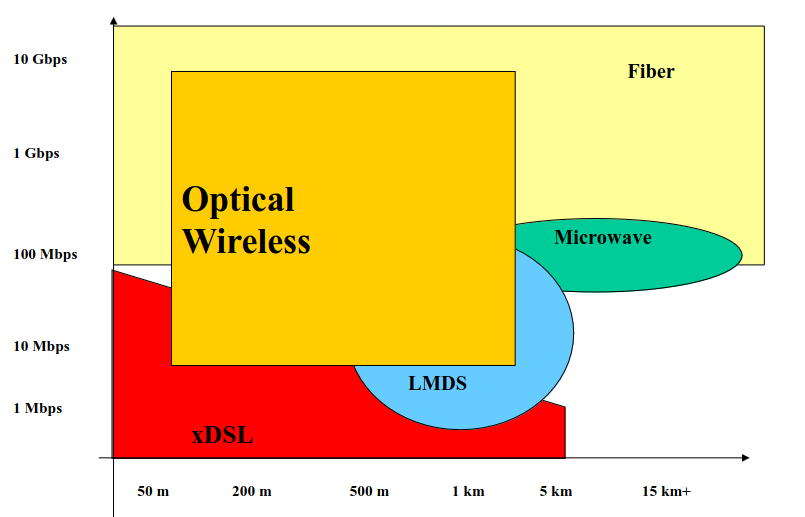 10 Gbps
Fiber
1 Gbps
Optical
Wireless
Microwave
100 Mbps
10 Mbps
LMDS
1 Mbps
xDSL
50 m
200 m
500 m
1 km
5 km
15 km+